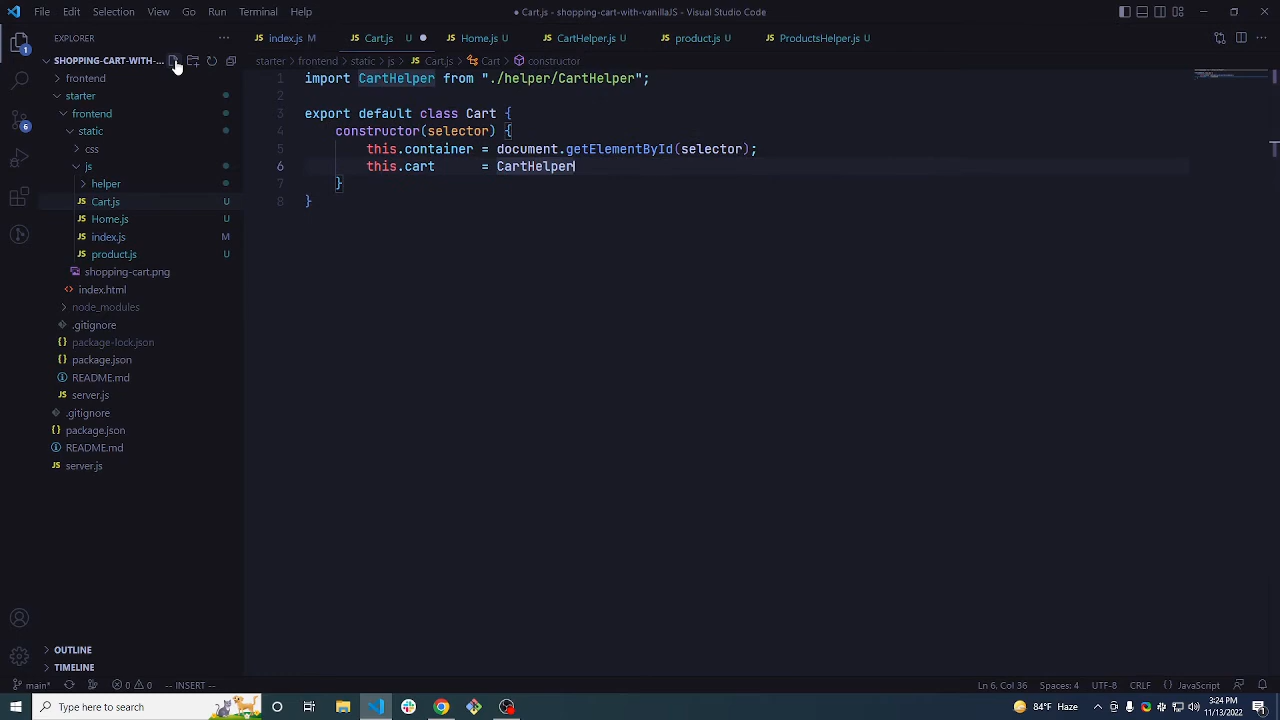 File Edit Selection View Go Run Terminal Help
Cart.js - shopping-cart-with-vanillaJS - Visual Studio Code
EXPLORER
index.js M
Cart.js U
Home.js U
CartHelper.js U
product.js U
ProductsHelper.js U
SHOPPING-CART-WITH-...
starter > frontend > static > js > Cart.js > Cart > constructor
1
frontend
starter
frontend
static
css
js
helper
Cart.js U
Home.js U
index.js M
product.js U
shopping-cart.png
index.html
node_modules
.gitignore
package-lock.json
package.json
README.md
server.js
.gitignore
package.json
README.md
server.js
6
1 import CartHelper from "./helper/CartHelper";
2
3 export default class Cart {
4 constructor(selector) {
5 this.container = document.getElementById(selector);
6 this.cart = CartHelper
7 }
8 }
OUTLINE
TIMELINE
main* 0 0 -- INSERT --
Ln 6, Col 36 Spaces: 4 UTF-8 CRLF {} JavaScript
Type here to search
84°F Haze
3:24 PM
11/13/2022